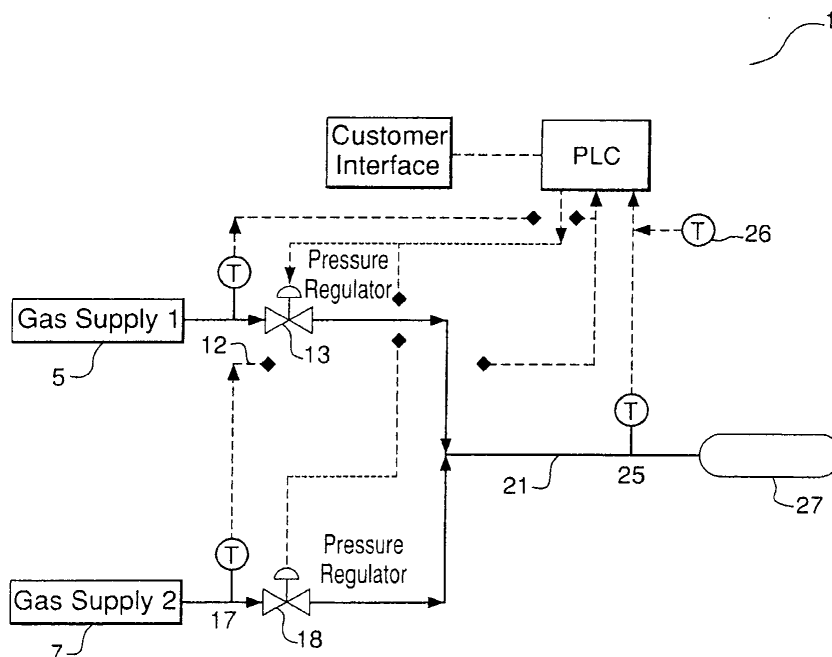 1
Customer
Interface
PLC
T
26
T
Pressure
Regulator
Gas Supply 1
12
13
5
T
21
25
27
T
Pressure
Regulator
Gas Supply 2
17
18
7